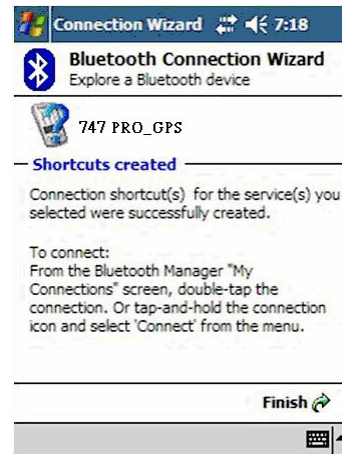 Connection Wizard 7:18
Bluetooth Connection Wizard
Explore a Bluetooth device
747 PRO_GPS
Shortcuts created
Connection shortcut(s) for the service(s) you
selected were successfully created.
To connect:
From the Bluetooth Manager "My
Connections" screen, double-tap the
connection. Or tap-and-hold the connection
icon and select 'Connect' from the menu.
Finish